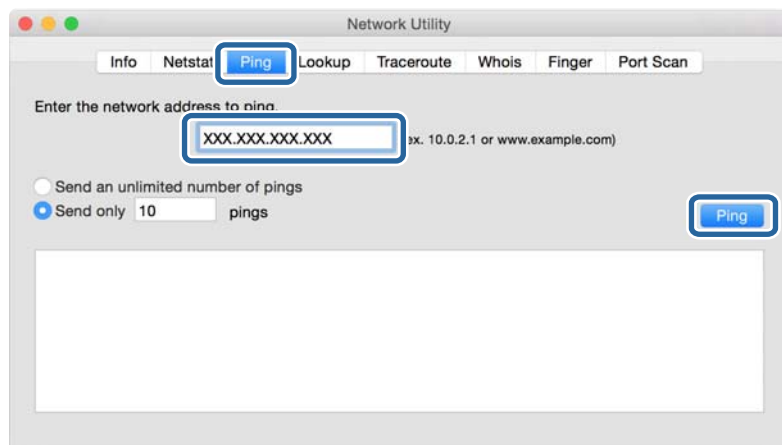 Network Utility
Info Netstat Ping Lookup Traceroute Whois Finger Port Scan
Enter the network address to ping.
XXX.XXX.XXX.XXX ex. 10.0.2.1 or www.example.com)
Send an unlimited number of pings
Send only 10 pings
Ping